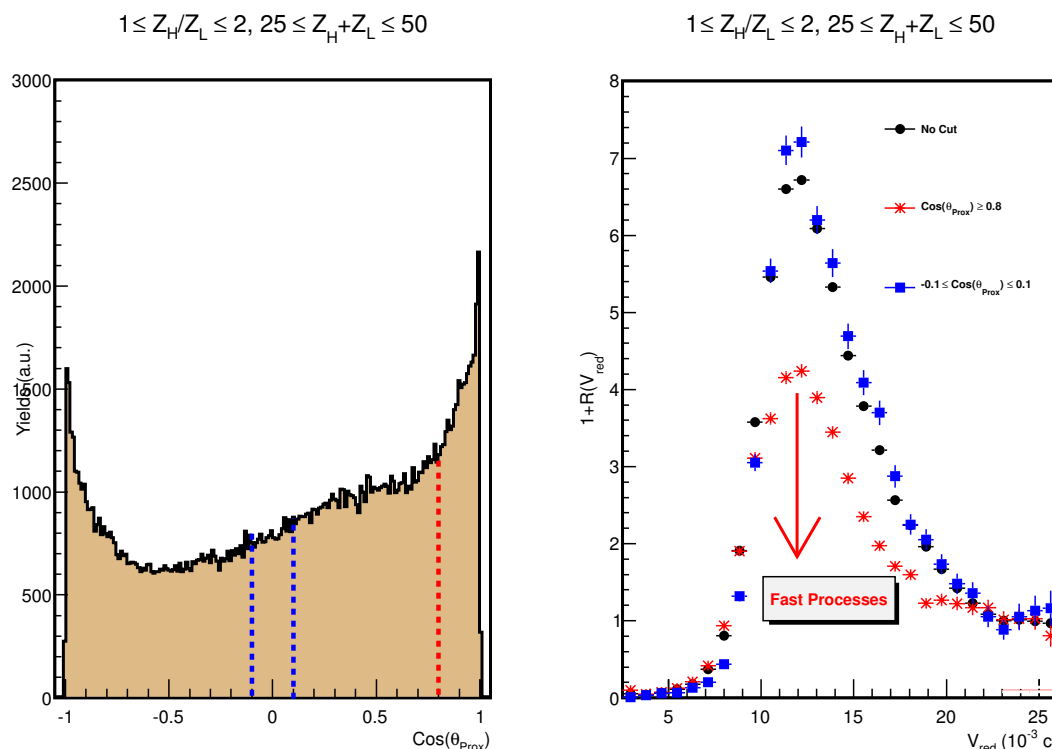 1 ≤ Z_H/Z_L ≤ 2, 25 ≤ Z_H+Z_L ≤ 50
Yields (a.u.)
3000
2500
2000
1500
1000
500
0
-1 -0.5 0 0.5 1
Cos(θ_Prox)
1 ≤ Z_H/Z_L ≤ 2, 25 ≤ Z_H+Z_L ≤ 50
1+R(V_red)
8
7
6
5
4
3
2
1
0
No Cut
Cos(θ_Prox) ≥ 0.8
-0.1 ≤ Cos(θ_Prox) ≤ 0.1
Fast Processes
5 10 15 20 25
V_red (10^-3 c